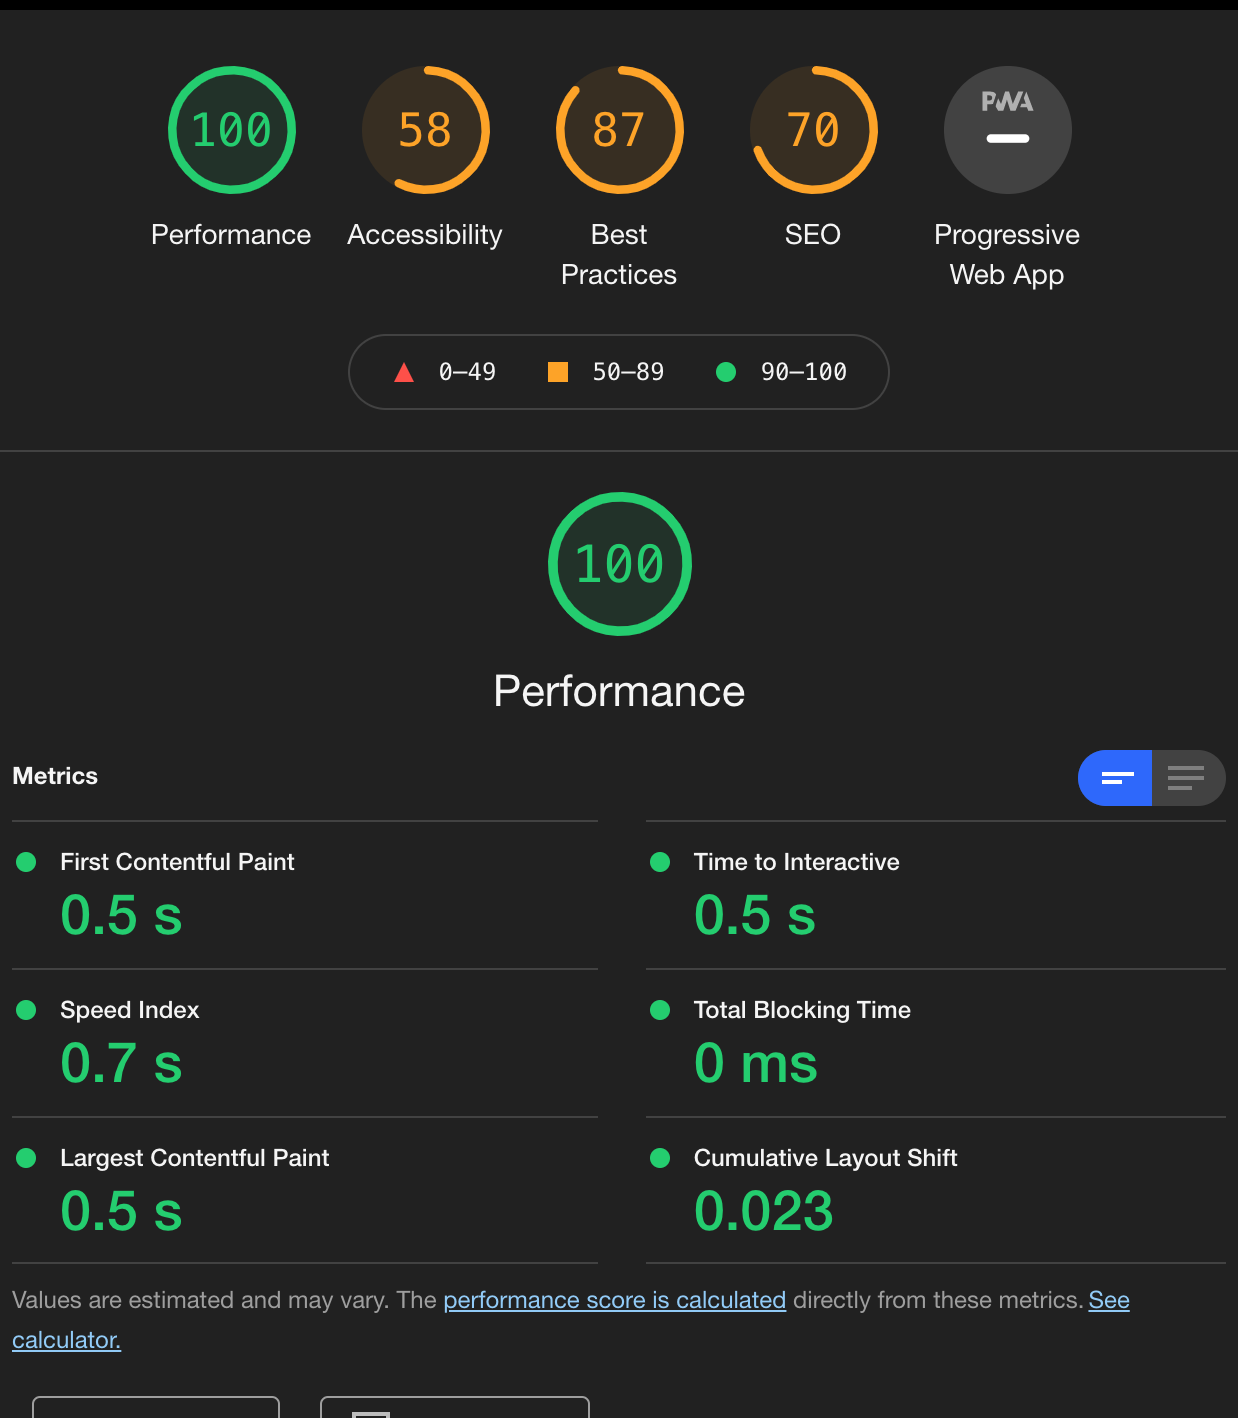 100
58
87
70
PWA
Performance
Accessibility
Best
Practices
SEO
Progressive
Web App
0–49
50–89
90–100
100
Performance
Metrics
First Contentful Paint
0.5 s
Time to Interactive
0.5 s
Speed Index
0.7 s
Total Blocking Time
0 ms
Largest Contentful Paint
0.5 s
Cumulative Layout Shift
0.023
Values are estimated and may vary. The performance score is calculated directly from these metrics. See
calculator.